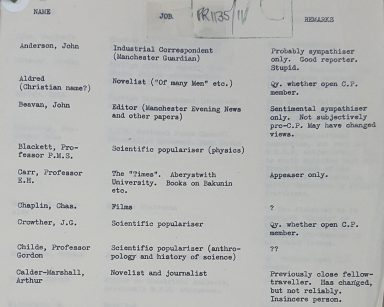 NAME JOB PR1135/11/ REMARKS
Anderson, John Industrial Correspondent Probably sympathiser
(Manchester Guardian) only. Good reporter.
Stupid.
Aldred Novelist ("Of many Men" etc.) Qy. whether open C.P.
(Christian name?) member.
Beavan, John Editor (Manchester Evening News Sentimental sympathiser
and other papers) only. Not subjectively
pro-C.P. May have changed
views.
Blackett, Pro- Scientific populariser (physics)
fessor P.M.S.
Carr, Professor The "?imes". Aberystwith Appeaser only.
E.H. University. Books on Bakunin
etc.
Chaplin, Chas. Films ?
Crowther, J.G. Scientific populariser Qy. whether open C.P.
member.
Childe, Professor Scientific populariser (anthro- ??
Gordon pology and history of science)
Calder-Marshall, Novelist and journalist Previously close fellow-
Arthur traveller. Has changed,
but not reliably.
Insincere person.